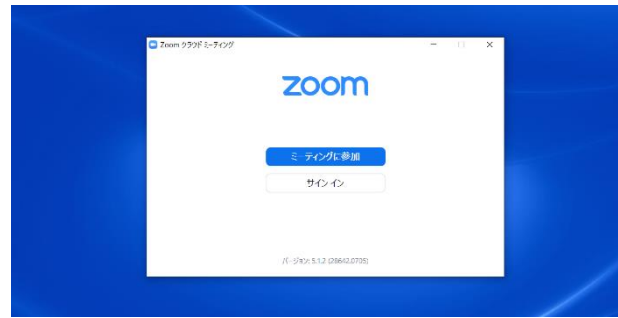 Zoom クラウド ミーティング
zoom
ミーティングに参加
サイン イン
バージョン: 5.1.2 (28642.0705)